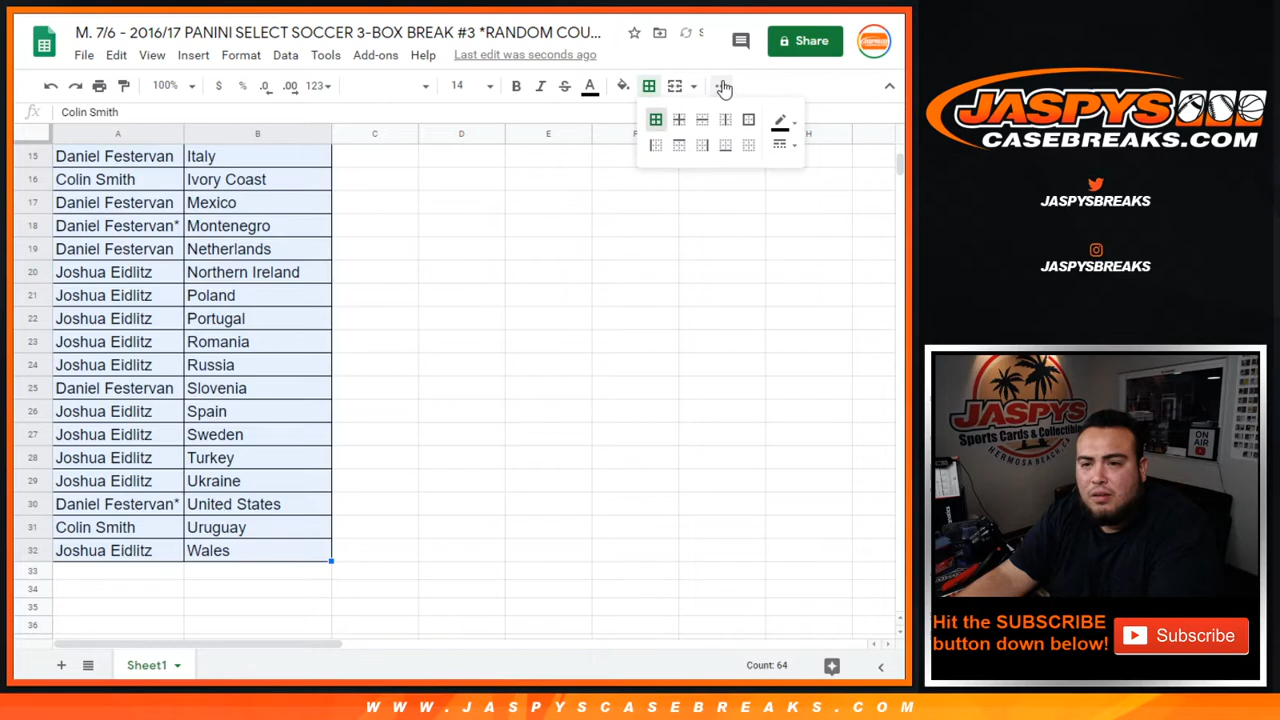 M. 7/6 - 2016/17 PANINI SELECT SOCCER 3-BOX BREAK #3 *RANDOM COU...
S
Share
File Edit View Insert Format Data Tools Add-ons Help Last edit was seconds ago
100% $ % .0 .00 123 14 B I S A
fx Colin Smith
A B C D E F H
15 Daniel Festervan Italy
16 Colin Smith Ivory Coast
17 Daniel Festervan Mexico
18 Daniel Festervan* Montenegro
19 Daniel Festervan Netherlands
20 Joshua Eidlitz Northern Ireland
21 Joshua Eidlitz Poland
22 Joshua Eidlitz Portugal
23 Joshua Eidlitz Romania
24 Joshua Eidlitz Russia
25 Daniel Festervan Slovenia
26 Joshua Eidlitz Spain
27 Joshua Eidlitz Sweden
28 Joshua Eidlitz Turkey
29 Joshua Eidlitz Ukraine
30 Daniel Festervan* United States
31 Colin Smith Uruguay
32 Joshua Eidlitz Wales
33
34
35
36
Sheet1
Count: 64
JASPYS
CASEBREAKS.COM
JASPYSBREAKS
JASPYSBREAKS
JASPYS
Sports Cards & Collectibles
HERMOSA BEACH, CA
ON AIR
Hit the SUBSCRIBE
button down below!
Subscribe
WWW.JASPYSCASEBREAKS.COM